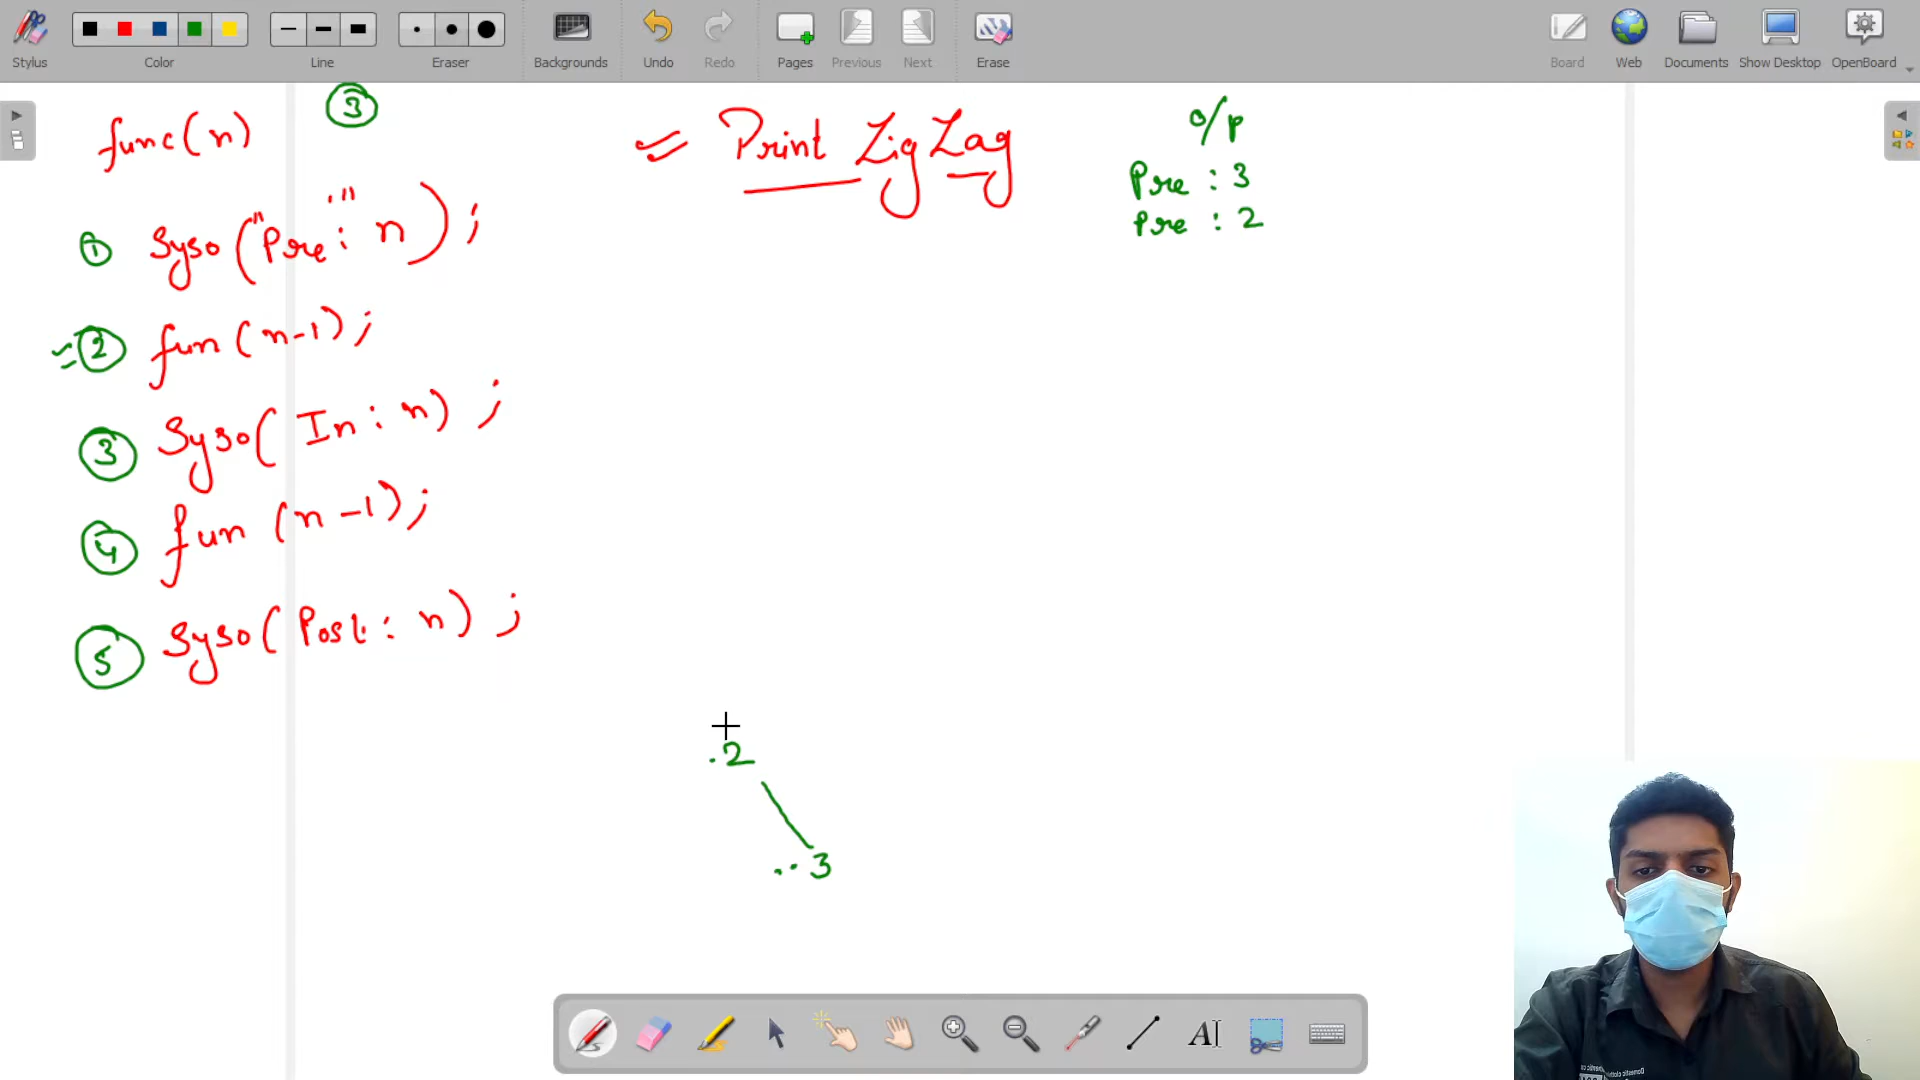 Stylus
Color
Line
Eraser
Backgrounds
Undo
Redo
Pages
Previous
Next
Erase
Board
Web
Documents
Show Desktop
OpenBoard
func(n)
3
Print ZigZag
o/p
Pre : 3
Pre : 2
1 Syso("Pre: " n);
2 fun(n-1);
3 Syso(In: n);
4 fun(n-1);
5 Syso(Post: n);
.2
..3